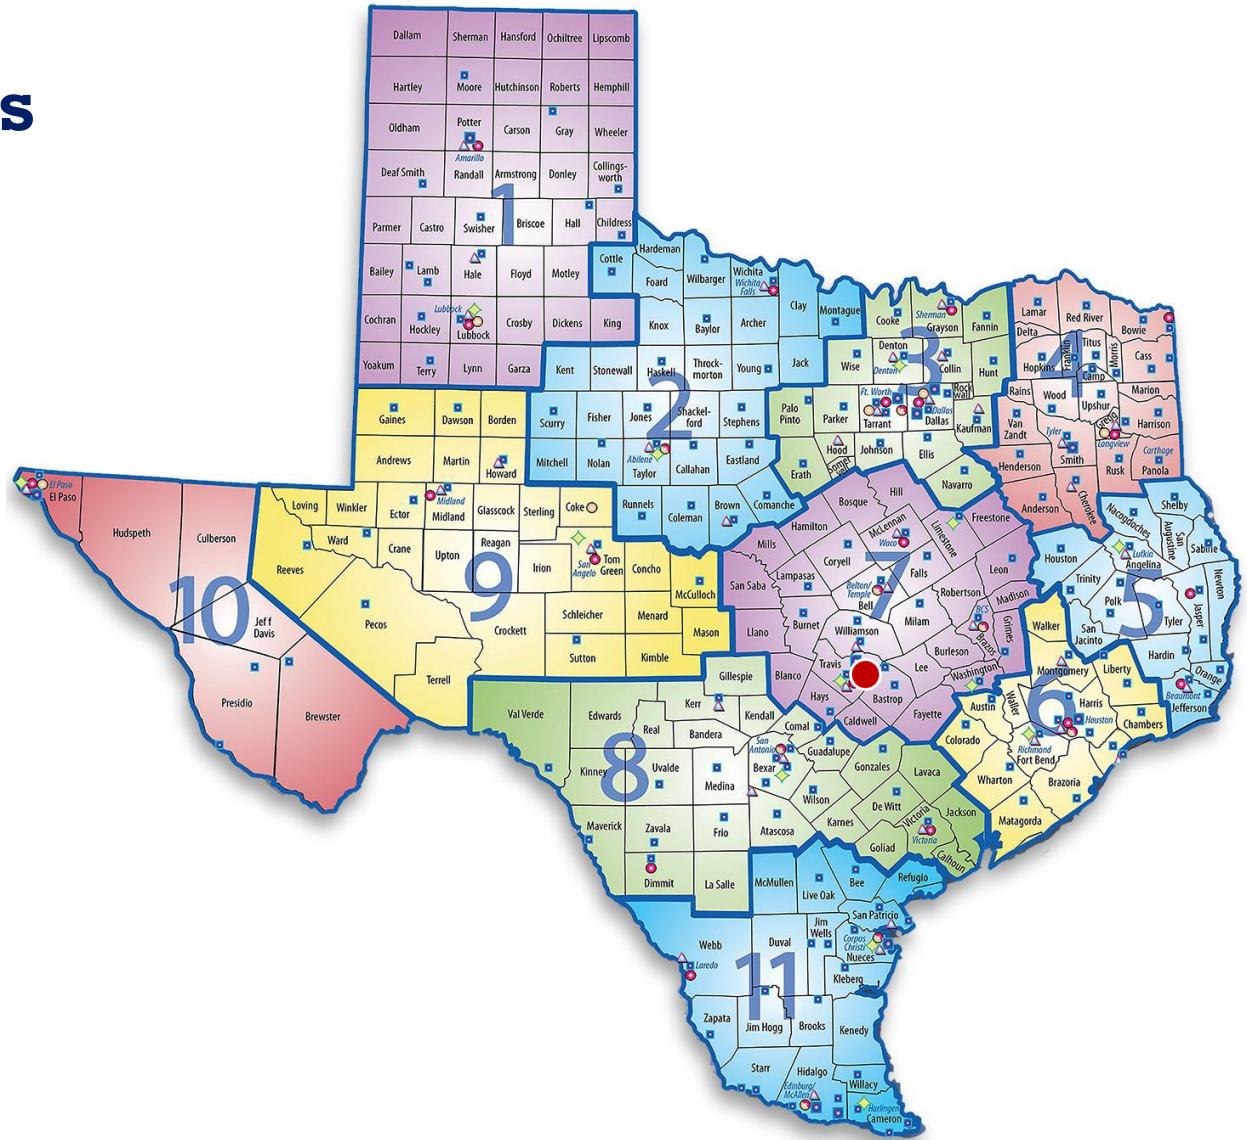 s
Dallam
Sherman
Hansford
Ochiltree
Lipscomb
Hartley
Moore
Hutchinson
Roberts
Hemphill
Oldham
Potter
Carson
Gray
Wheeler
Amarillo
Deaf Smith
Randall
Armstrong
Donley
Collings-
worth
1
Parmer
Castro
Swisher
Briscoe
Hall
Childress
Bailey
Lamb
Hale
Floyd
Motley
Cochran
Hockley
Lubbock
Lubbock
Crosby
Dickens
King
Yoakum
Terry
Lynn
Garza
Cottle
Hardeman
Foard
Wilbarger
Wichita
Wichita
Falls
Clay
Montague
Knox
Baylor
Archer
Kent
Stonewall
Haskell
Throck-
morton
Young
Jack
2
Scurry
Fisher
Jones
Shackel-
ford
Stephens
Mitchell
Nolan
Abilene
Taylor
Callahan
Eastland
Runnels
Coleman
Brown
Comanche
Cooke
Sherman
Grayson
Fannin
3
Wise
Denton
Denton
Collin
Hunt
Palo
Pinto
Parker
Ft. Worth
Tarrant
Dallas
Dallas
Rock
wall
Kaufman
Erath
Hood
Somer
vell
Johnson
Ellis
Navarro
Lamar
Red River
Bowie
Delta
4
Hopkins
Franklin
Titus
Morris
Cass
Camp
Rains
Wood
Upshur
Marion
Van
Zandt
Tyler
Smith
Gregg
Longview
Harrison
Henderson
Rusk
Carthage
Panola
Anderson
Cherokee
Gaines
Dawson
Borden
Andrews
Martin
Howard
Loving
Winkler
Ector
Midland
Midland
Glasscock
Sterling
Coke
Ward
Crane
Upton
Reagan
Irion
San
Angelo
Tom
Green
Concho
McCulloch
Reeves
9
Pecos
Crockett
Schleicher
Menard
Mason
Sutton
Kimble
Terrell
El Paso
El Paso
Hudspeth
Culberson
10
Jeff
Davis
Presidio
Brewster
Nacogdoches
Shelby
San
Augustine
Sabine
Houston
Lufkin
Angelina
Trinity
Polk
5
Tyler
Jasper
Newton
San
Jacinto
Hardin
Orange
Beaumont
Jefferson
Bosque
Hill
Hamilton
McLennan
Waco
Limestone
Freestone
Mills
Coryell
Falls
Leon
San Saba
Lampasas
Belton/
Temple
Bell
7
Robertson
Madison
BCS
Brazos
Grimes
Llano
Burnet
Williamson
Milam
Burleson
Washington
Travis
Lee
Blanco
Hays
Bastrop
Caldwell
Fayette
Walker
Montgomery
Liberty
6
Austin
Waller
Harris
Houston
Chambers
Colorado
Richmond
Fort Bend
Wharton
Brazoria
Matagorda
Val Verde
Edwards
Real
Kerr
Gillespie
Kendall
Bandera
Comal
Guadalupe
8
Kinney
Uvalde
Medina
San
Antonio
Bexar
Gonzales
Lavaca
Wilson
De Witt
Jackson
Maverick
Zavala
Frio
Atascosa
Karnes
Victoria
Victoria
Goliad
Calhoun
Dimmit
La Salle
McMullen
Live Oak
Bee
Refugio
San Patricio
Webb
Laredo
Duval
Jim
Wells
Corpus
Christi
Nueces
11
Kleberg
Zapata
Jim Hogg
Brooks
Kenedy
Starr
Hidalgo
Edinburg/
McAllen
Willacy
Harlingen
Cameron